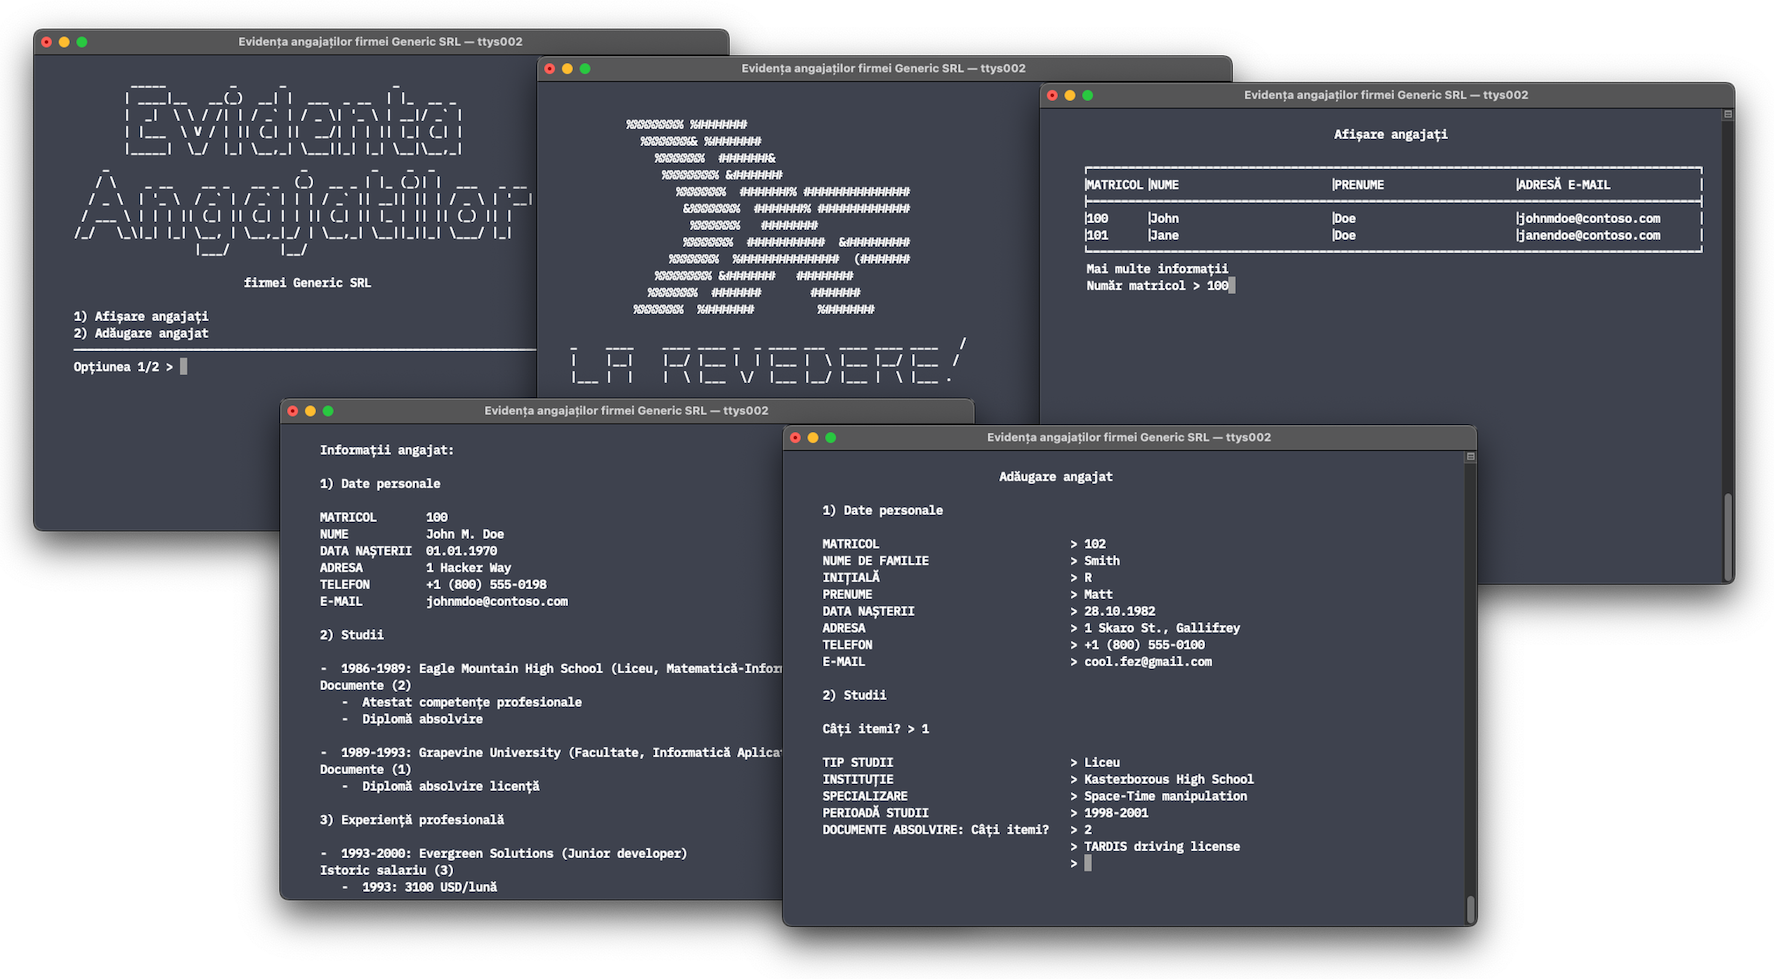 Evidența angajaților firmei Generic SRL — ttys002
Evidenta
Angajatilor
firmei Generic SRL
1) Afișare angajați
2) Adăugare angajat
Opțiunea 1/2 >
Evidența angajaților firmei Generic SRL — ttys002
LA REVEDERE!
Evidența angajaților firmei Generic SRL — ttys002
Afișare angajați
MATRICOL NUME PRENUME ADRESĂ E-MAIL
100 John Doe johnmdoe@contoso.com
101 Jane Doe janendoe@contoso.com
Mai multe informații
Număr matricol > 100
Evidența angajaților firmei Generic SRL — ttys002
Informații angajat:
1) Date personale
MATRICOL 100
NUME John M. Doe
DATA NAȘTERII 01.01.1970
ADRESA 1 Hacker Way
TELEFON +1 (800) 555-0198
E-MAIL johnmdoe@contoso.com
2) Studii
- 1986-1989: Eagle Mountain High School (Liceu, Matematică-Infor
Documente (2)
- Atestat competențe profesionale
- Diplomă absolvire
- 1989-1993: Grapevine University (Facultate, Informatică Aplica
Documente (1)
- Diplomă absolvire licență
3) Experiență profesională
- 1993-2000: Evergreen Solutions (Junior developer)
Istoric salariu (3)
- 1993: 3100 USD/lună
Evidența angajaților firmei Generic SRL — ttys002
Adăugare angajat
1) Date personale
MATRICOL > 102
NUME DE FAMILIE > Smith
INIȚIALĂ > R
PRENUME > Matt
DATA NAȘTERII > 28.10.1982
ADRESA > 1 Skaro St., Gallifrey
TELEFON > +1 (800) 555-0100
E-MAIL > cool.fez@gmail.com
2) Studii
Câți itemi? > 1
TIP STUDII > Liceu
INSTITUȚIE > Kasterborous High School
SPECIALIZARE > Space-Time manipulation
PERIOADĂ STUDII > 1998-2001
DOCUMENTE ABSOLVIRE: Câți itemi? > 2
> TARDIS driving license
>